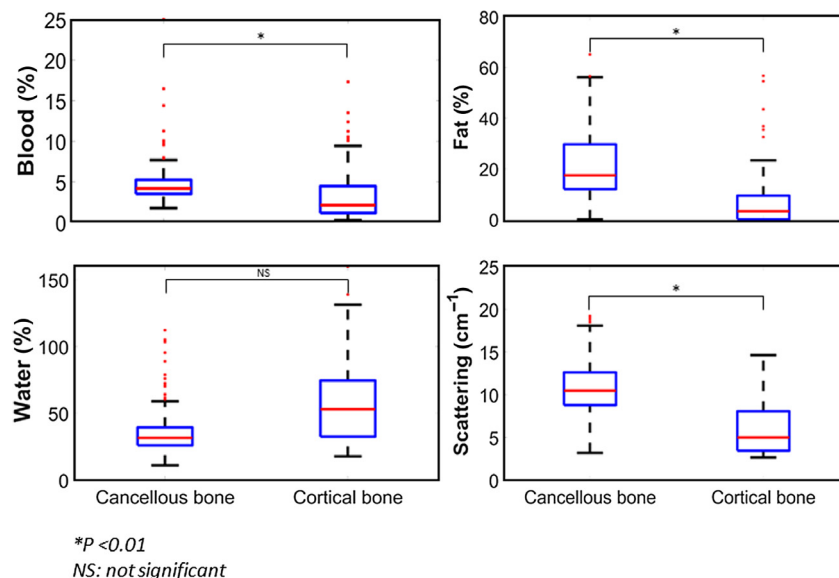 25
20
15
10
5
0
Blood (%)
*
80
60
40
20
0
Fat (%)
*
150
100
50
0
Water (%)
NS
Cancellous bone
Cortical bone
25
20
15
10
5
0
Scattering (cm⁻¹)
*
Cancellous bone
Cortical bone
*P <0.01
NS: not significant